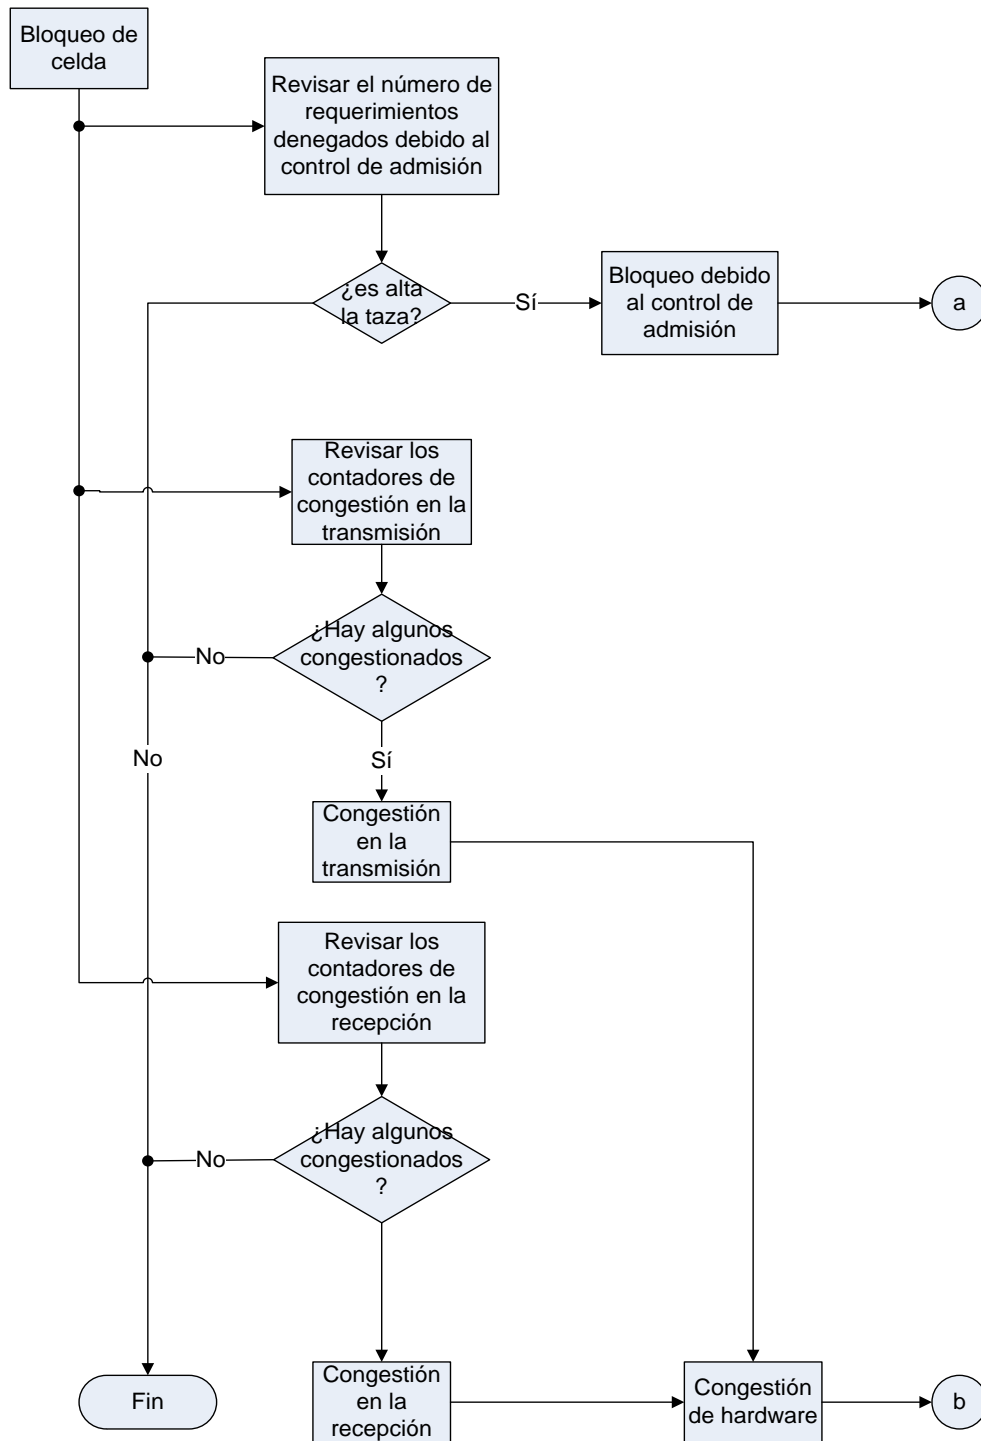 Bloqueo de
celda
Revisar el número de
requerimientos
denegados debido al
control de admisión
¿es alta
la taza?
Sí
Bloqueo debido
al control de
admisión
a
Revisar los
contadores de
congestión en la
transmisión
¿Hay algunos
congestionados
?
No
No
Sí
Congestión
en la
transmisión
Revisar los
contadores de
congestión en la
recepción
¿Hay algunos
congestionados
?
No
Fin
Congestión
en la
recepción
Congestión
de hardware
b